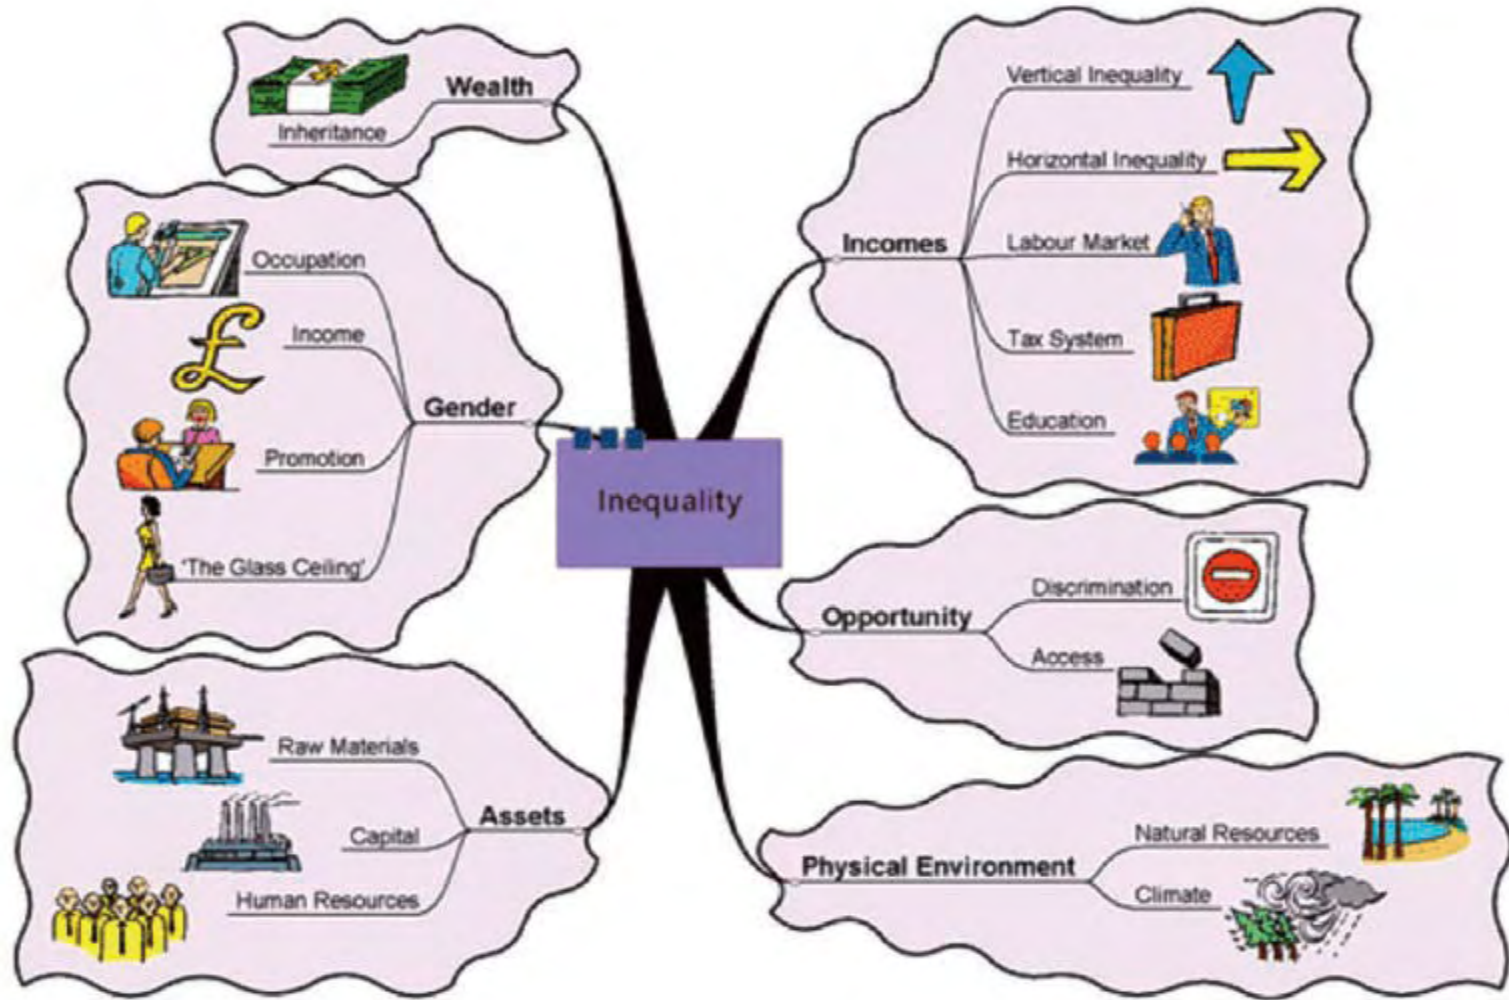 Wealth
Inheritance
Occupation
Income
£
Gender
Promotion
'The Glass Ceiling'
Raw Materials
Assets
Capital
Human Resources
Inequality
Vertical Inequality
Horizontal Inequality
Incomes
Labour Market
Tax System
Education
Discrimination
Opportunity
Access
Natural Resources
Physical Environment
Climate